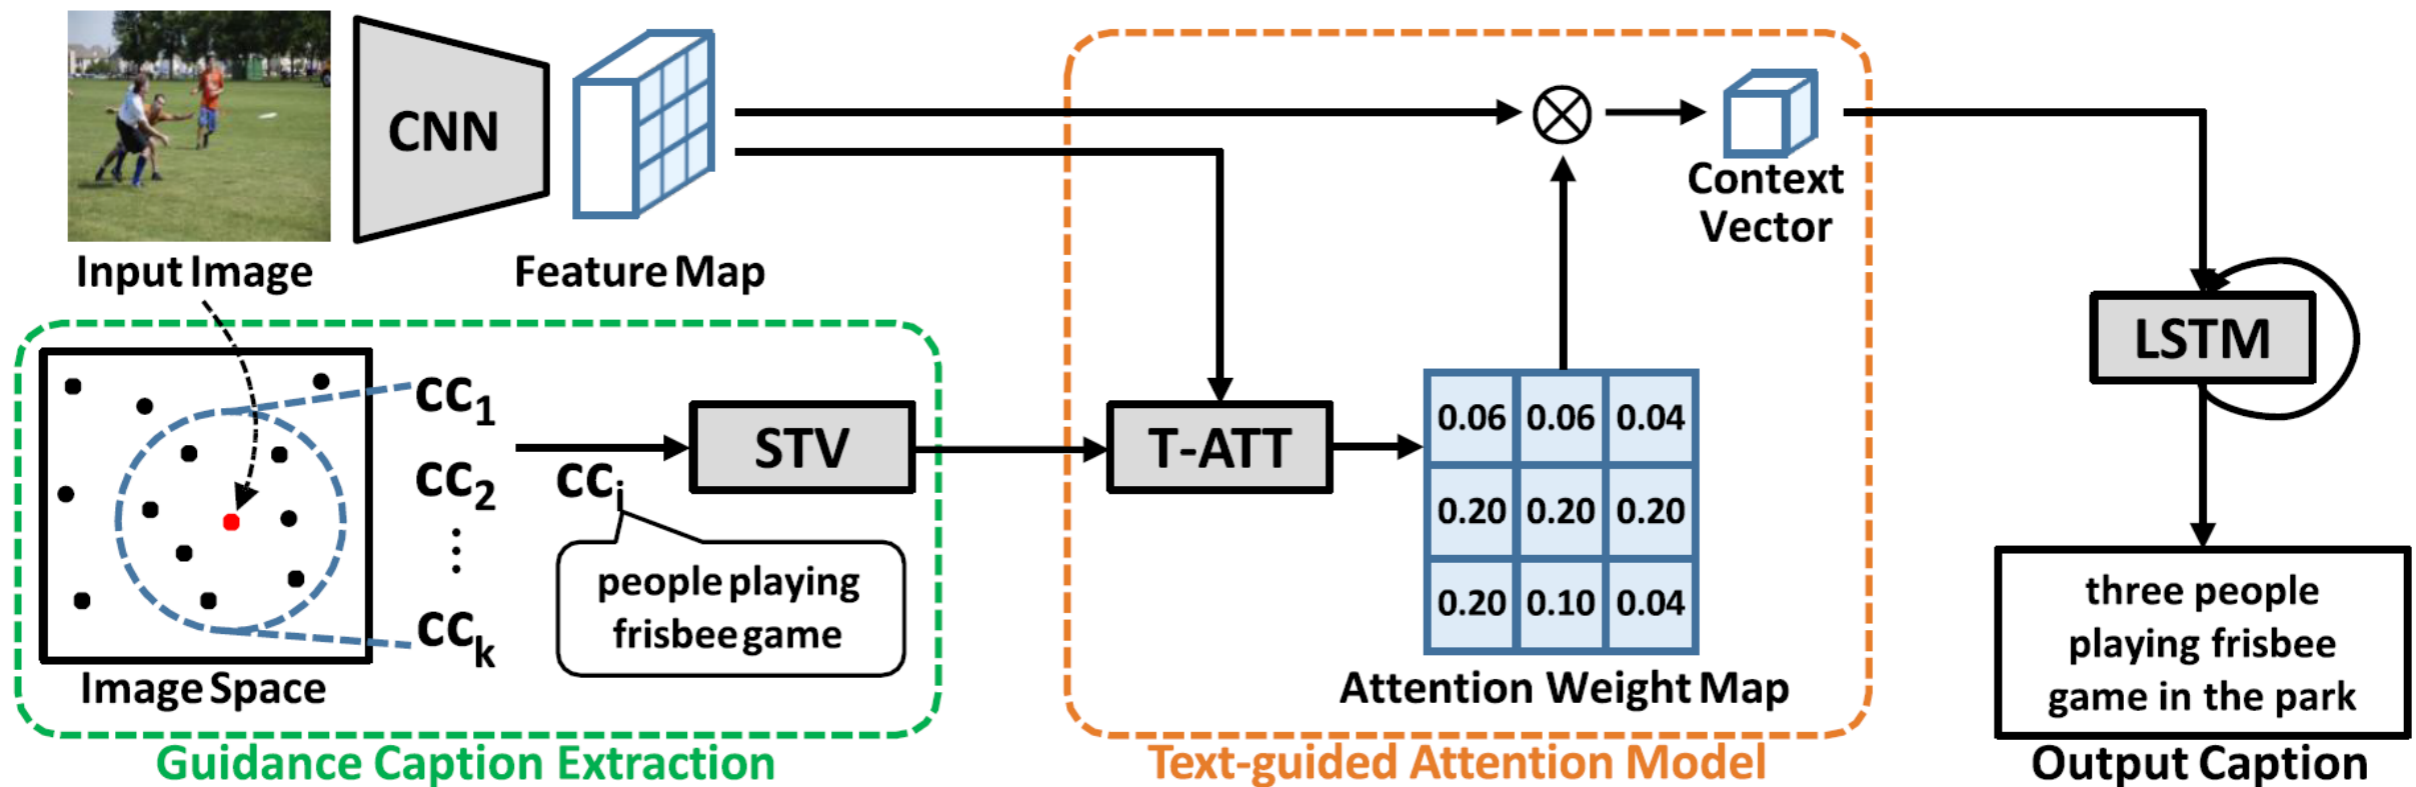 CNN
Input Image
Feature Map
Context
Vector
LSTM
cc1
cc2
⋮
cck
cci
STV
T-ATT
people playing
frisbee game
0.06 0.06 0.04
0.20 0.20 0.20
0.20 0.10 0.04
Image Space
Attention Weight Map
three people
playing frisbee
game in the park
Guidance Caption Extraction
Text-guided Attention Model
Output Caption